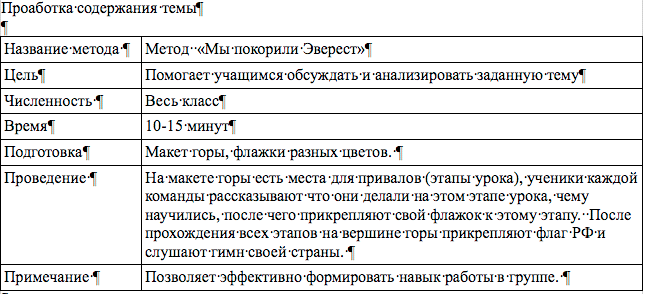 Проаботка содержания темы
Название метода Метод «Мы покорили Эверест»
Цель Помогает учащимся обсуждать и анализировать заданную тему
Численность Весь класс
Время 10-15 минут
Подготовка Макет горы, флажки разных цветов.
Проведение На макете горы есть места для привалов (этапы урока), ученики каждой
команды рассказывают что они делали на этом этапе урока, чему
научились, после чего прикрепляют свой флажок к этому этапу. После
прохождения всех этапов на вершине горы прикрепляют флаг РФ и
слушают гимн своей страны.
Примечание Позволяет эффективно формировать навык работы в группе.